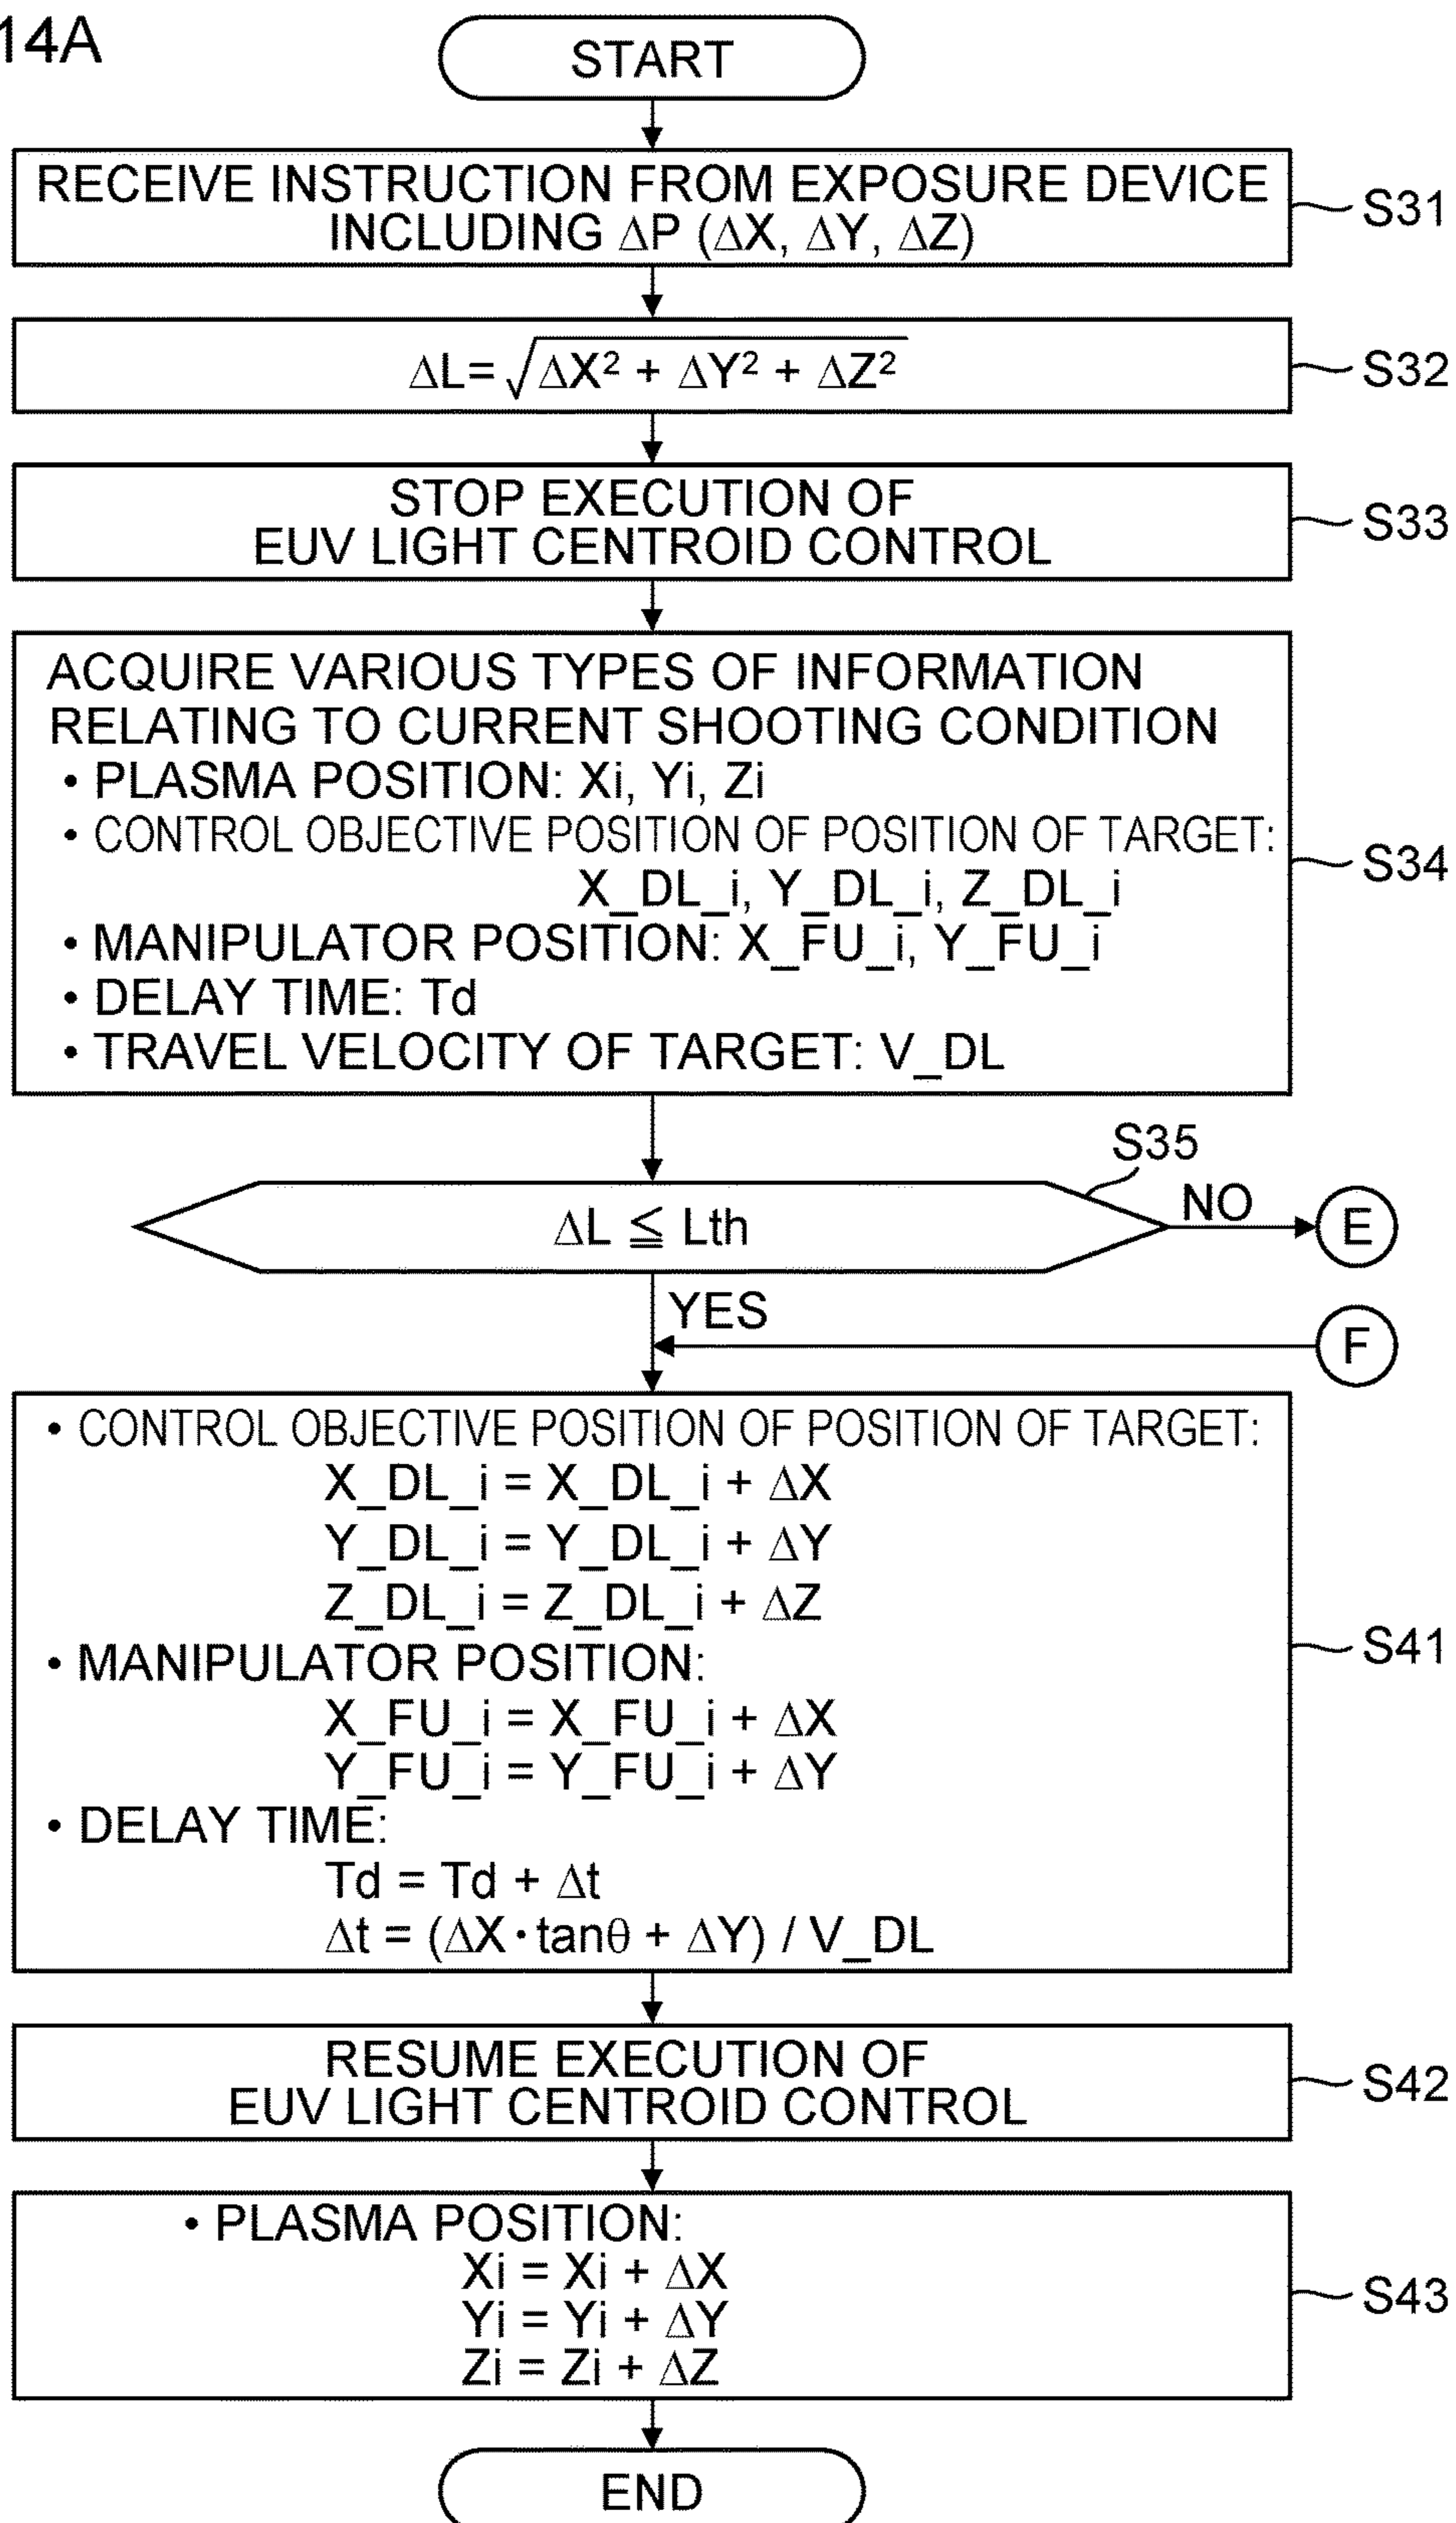 14A
START
RECEIVE INSTRUCTION FROM EXPOSURE DEVICE
INCLUDING ΔP (ΔX, ΔY, ΔZ)
S31
ΔL=√ΔX² + ΔY² + ΔZ²
S32
STOP EXECUTION OF
EUV LIGHT CENTROID CONTROL
S33
ACQUIRE VARIOUS TYPES OF INFORMATION
RELATING TO CURRENT SHOOTING CONDITION
• PLASMA POSITION: Xi, Yi, Zi
• CONTROL OBJECTIVE POSITION OF POSITION OF TARGET:
X_DL_i, Y_DL_i, Z_DL_i
• MANIPULATOR POSITION: X_FU_i, Y_FU_i
• DELAY TIME: Td
• TRAVEL VELOCITY OF TARGET: V_DL
S34
S35
ΔL ≦ Lth
NO
E
YES
F
• CONTROL OBJECTIVE POSITION OF POSITION OF TARGET:
X_DL_i = X_DL_i + ΔX
Y_DL_i = Y_DL_i + ΔY
Z_DL_i = Z_DL_i + ΔZ
• MANIPULATOR POSITION:
X_FU_i = X_FU_i + ΔX
Y_FU_i = Y_FU_i + ΔY
• DELAY TIME:
Td = Td + Δt
Δt = (ΔX·tanθ + ΔY) / V_DL
S41
RESUME EXECUTION OF
EUV LIGHT CENTROID CONTROL
S42
• PLASMA POSITION:
Xi = Xi + ΔX
Yi = Yi + ΔY
Zi = Zi + ΔZ
S43
END